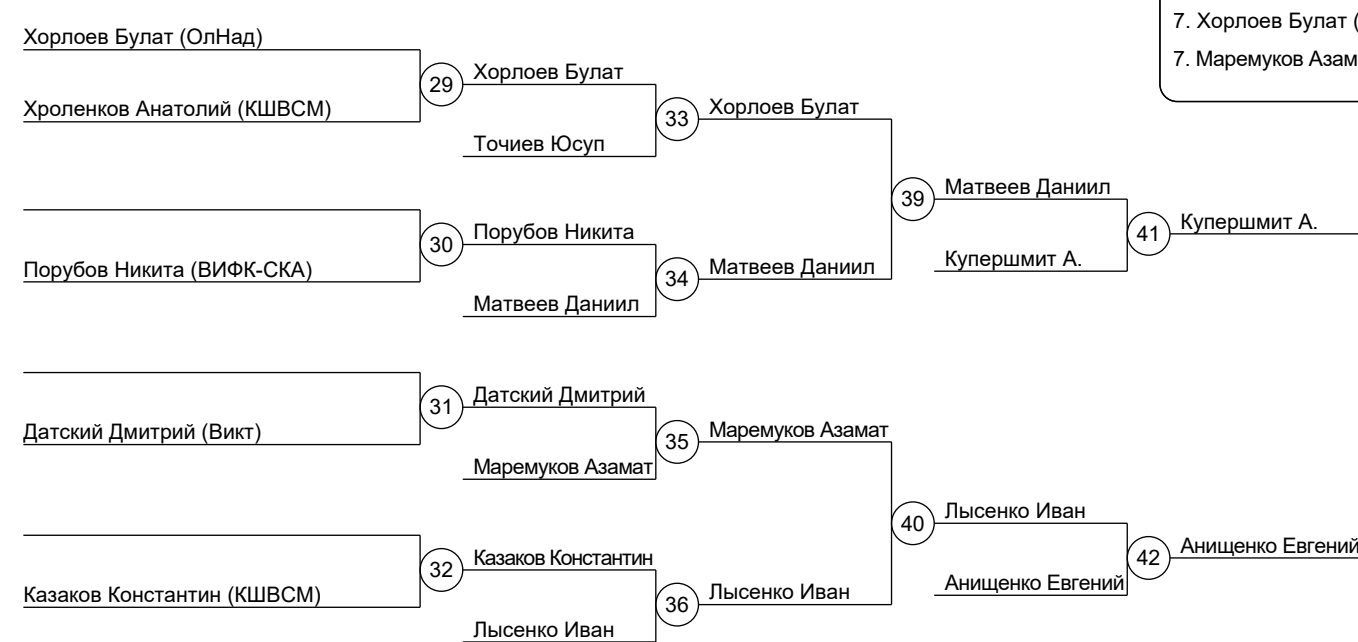 7. Хорлоев Булат (
7. Маремуков Азам
Хорлоев Булат (ОлНад)
29
Хорлоев Булат
Хроленков Анатолий (КШВСМ)
33
Хорлоев Булат
Точиев Юсуп
39
Матвеев Даниил
30
Порубов Никита
Порубов Никита (ВИФК-СКА)
34
Матвеев Даниил
Матвеев Даниил
41
Купершмит А.
Купершмит А.
31
Датский Дмитрий
Датский Дмитрий (Викт)
35
Маремуков Азамат
Маремуков Азамат
40
Лысенко Иван
32
Казаков Константин
Казаков Константин (КШВСМ)
36
Лысенко Иван
Лысенко Иван
42
Анищенко Евгений
Анищенко Евгений